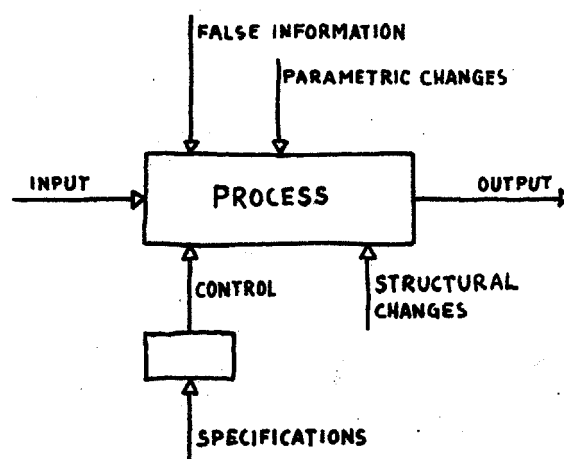 FALSE INFORMATION
PARAMETRIC CHANGES
INPUT
PROCESS
OUTPUT
CONTROL
STRUCTURAL
CHANGES
SPECIFICATIONS